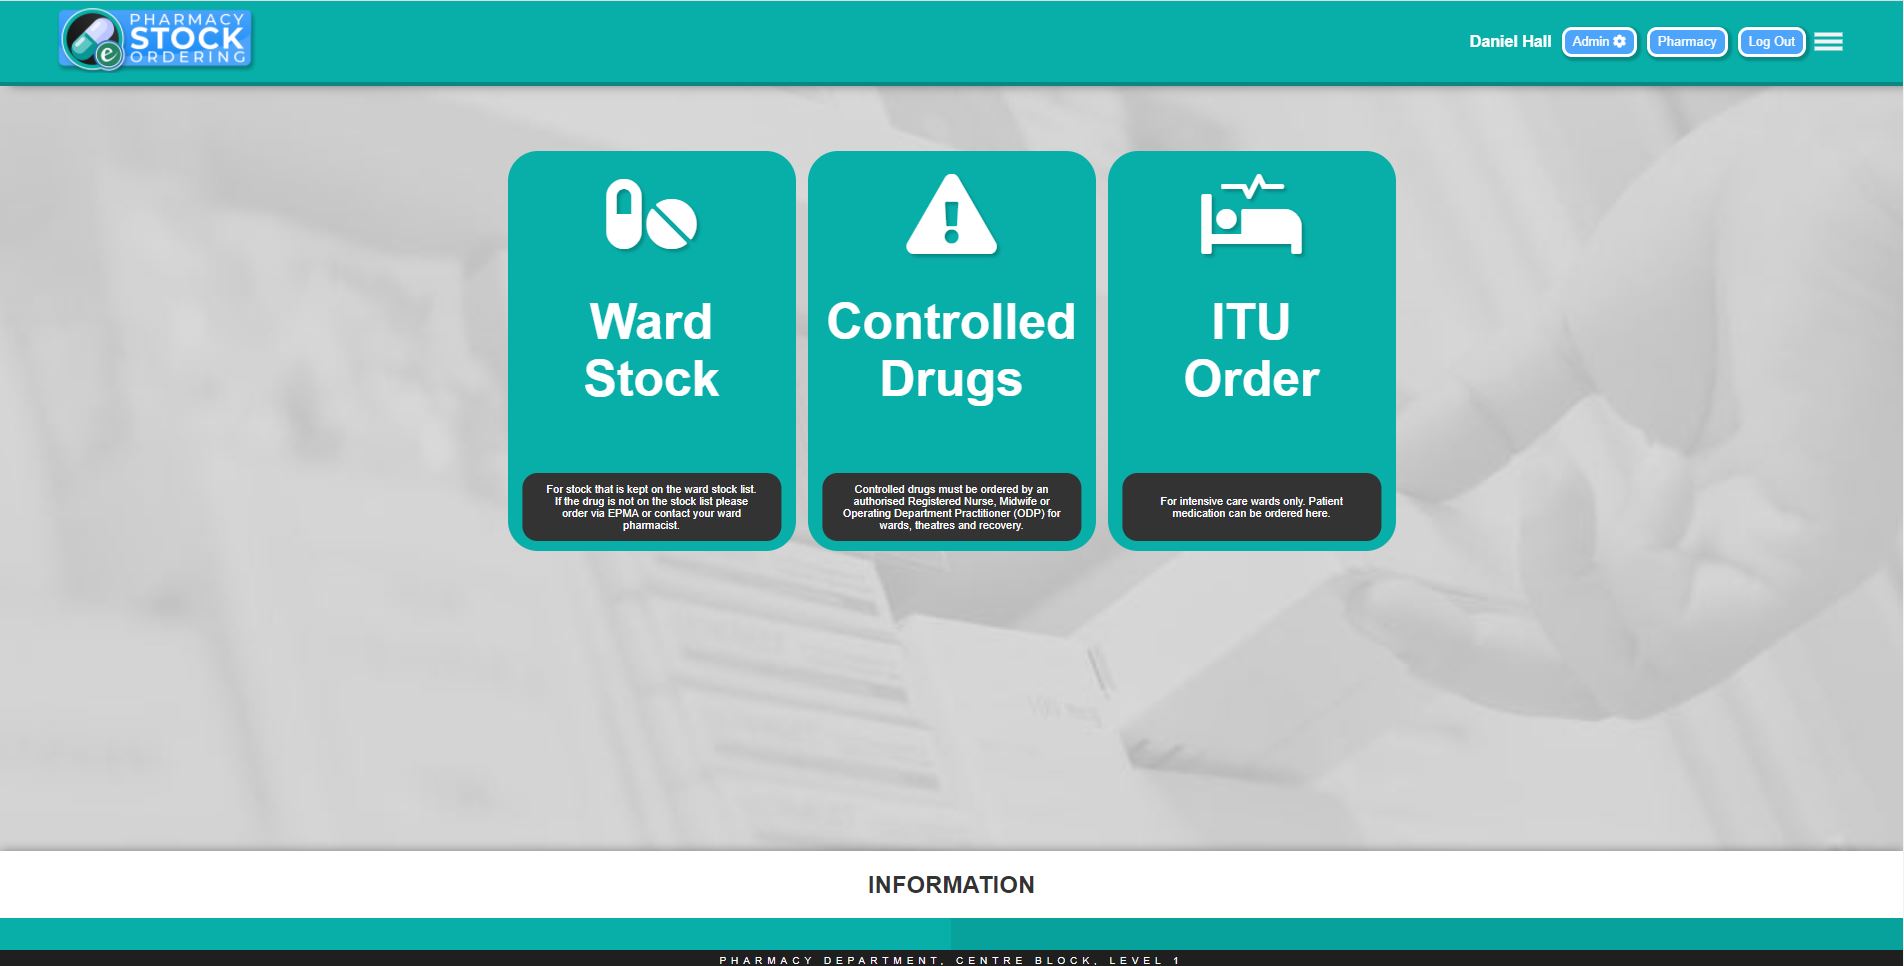 PHARMACY
STOCK
ORDERING
e
Daniel Hall
Admin
Pharmacy
Log Out
Ward
Stock
For stock that is kept on the ward stock list.
If the drug is not on the stock list please
order via EPMA or contact your ward
pharmacist.
Controlled
Drugs
Controlled drugs must be ordered by an
authorised Registered Nurse, Midwife or
Operating Department Practitioner (ODP) for
wards, theatres and recovery.
ITU
Order
For intensive care wards only. Patient
medication can be ordered here.
INFORMATION
PHARMACY DEPARTMENT, CENTRE BLOCK, LEVEL 1